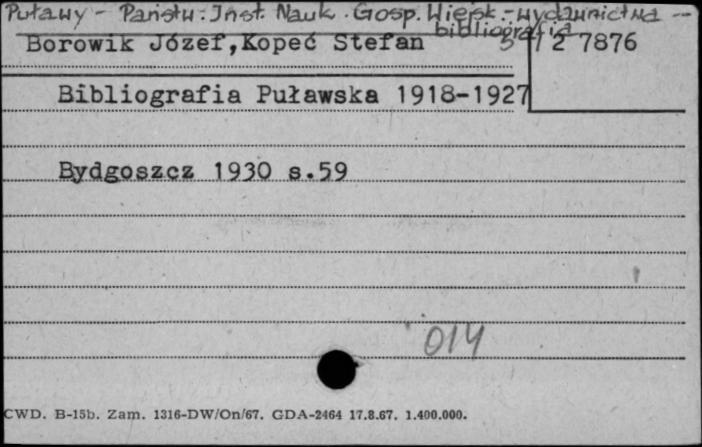 Puławy - Państw. Inst. Nauk. Gosp. Wiejsk. - wydawnictwa -
bibliografia
Borowik Józef,Kopeć Stefan
2 7876
Bibliografia Puławska 1918-1927
Bydgoszcz 1930 s.59
014
CWD. B-15b. Zam. 1316-DW/On/67. GDA-2464 17.8.67. 1.400.000.